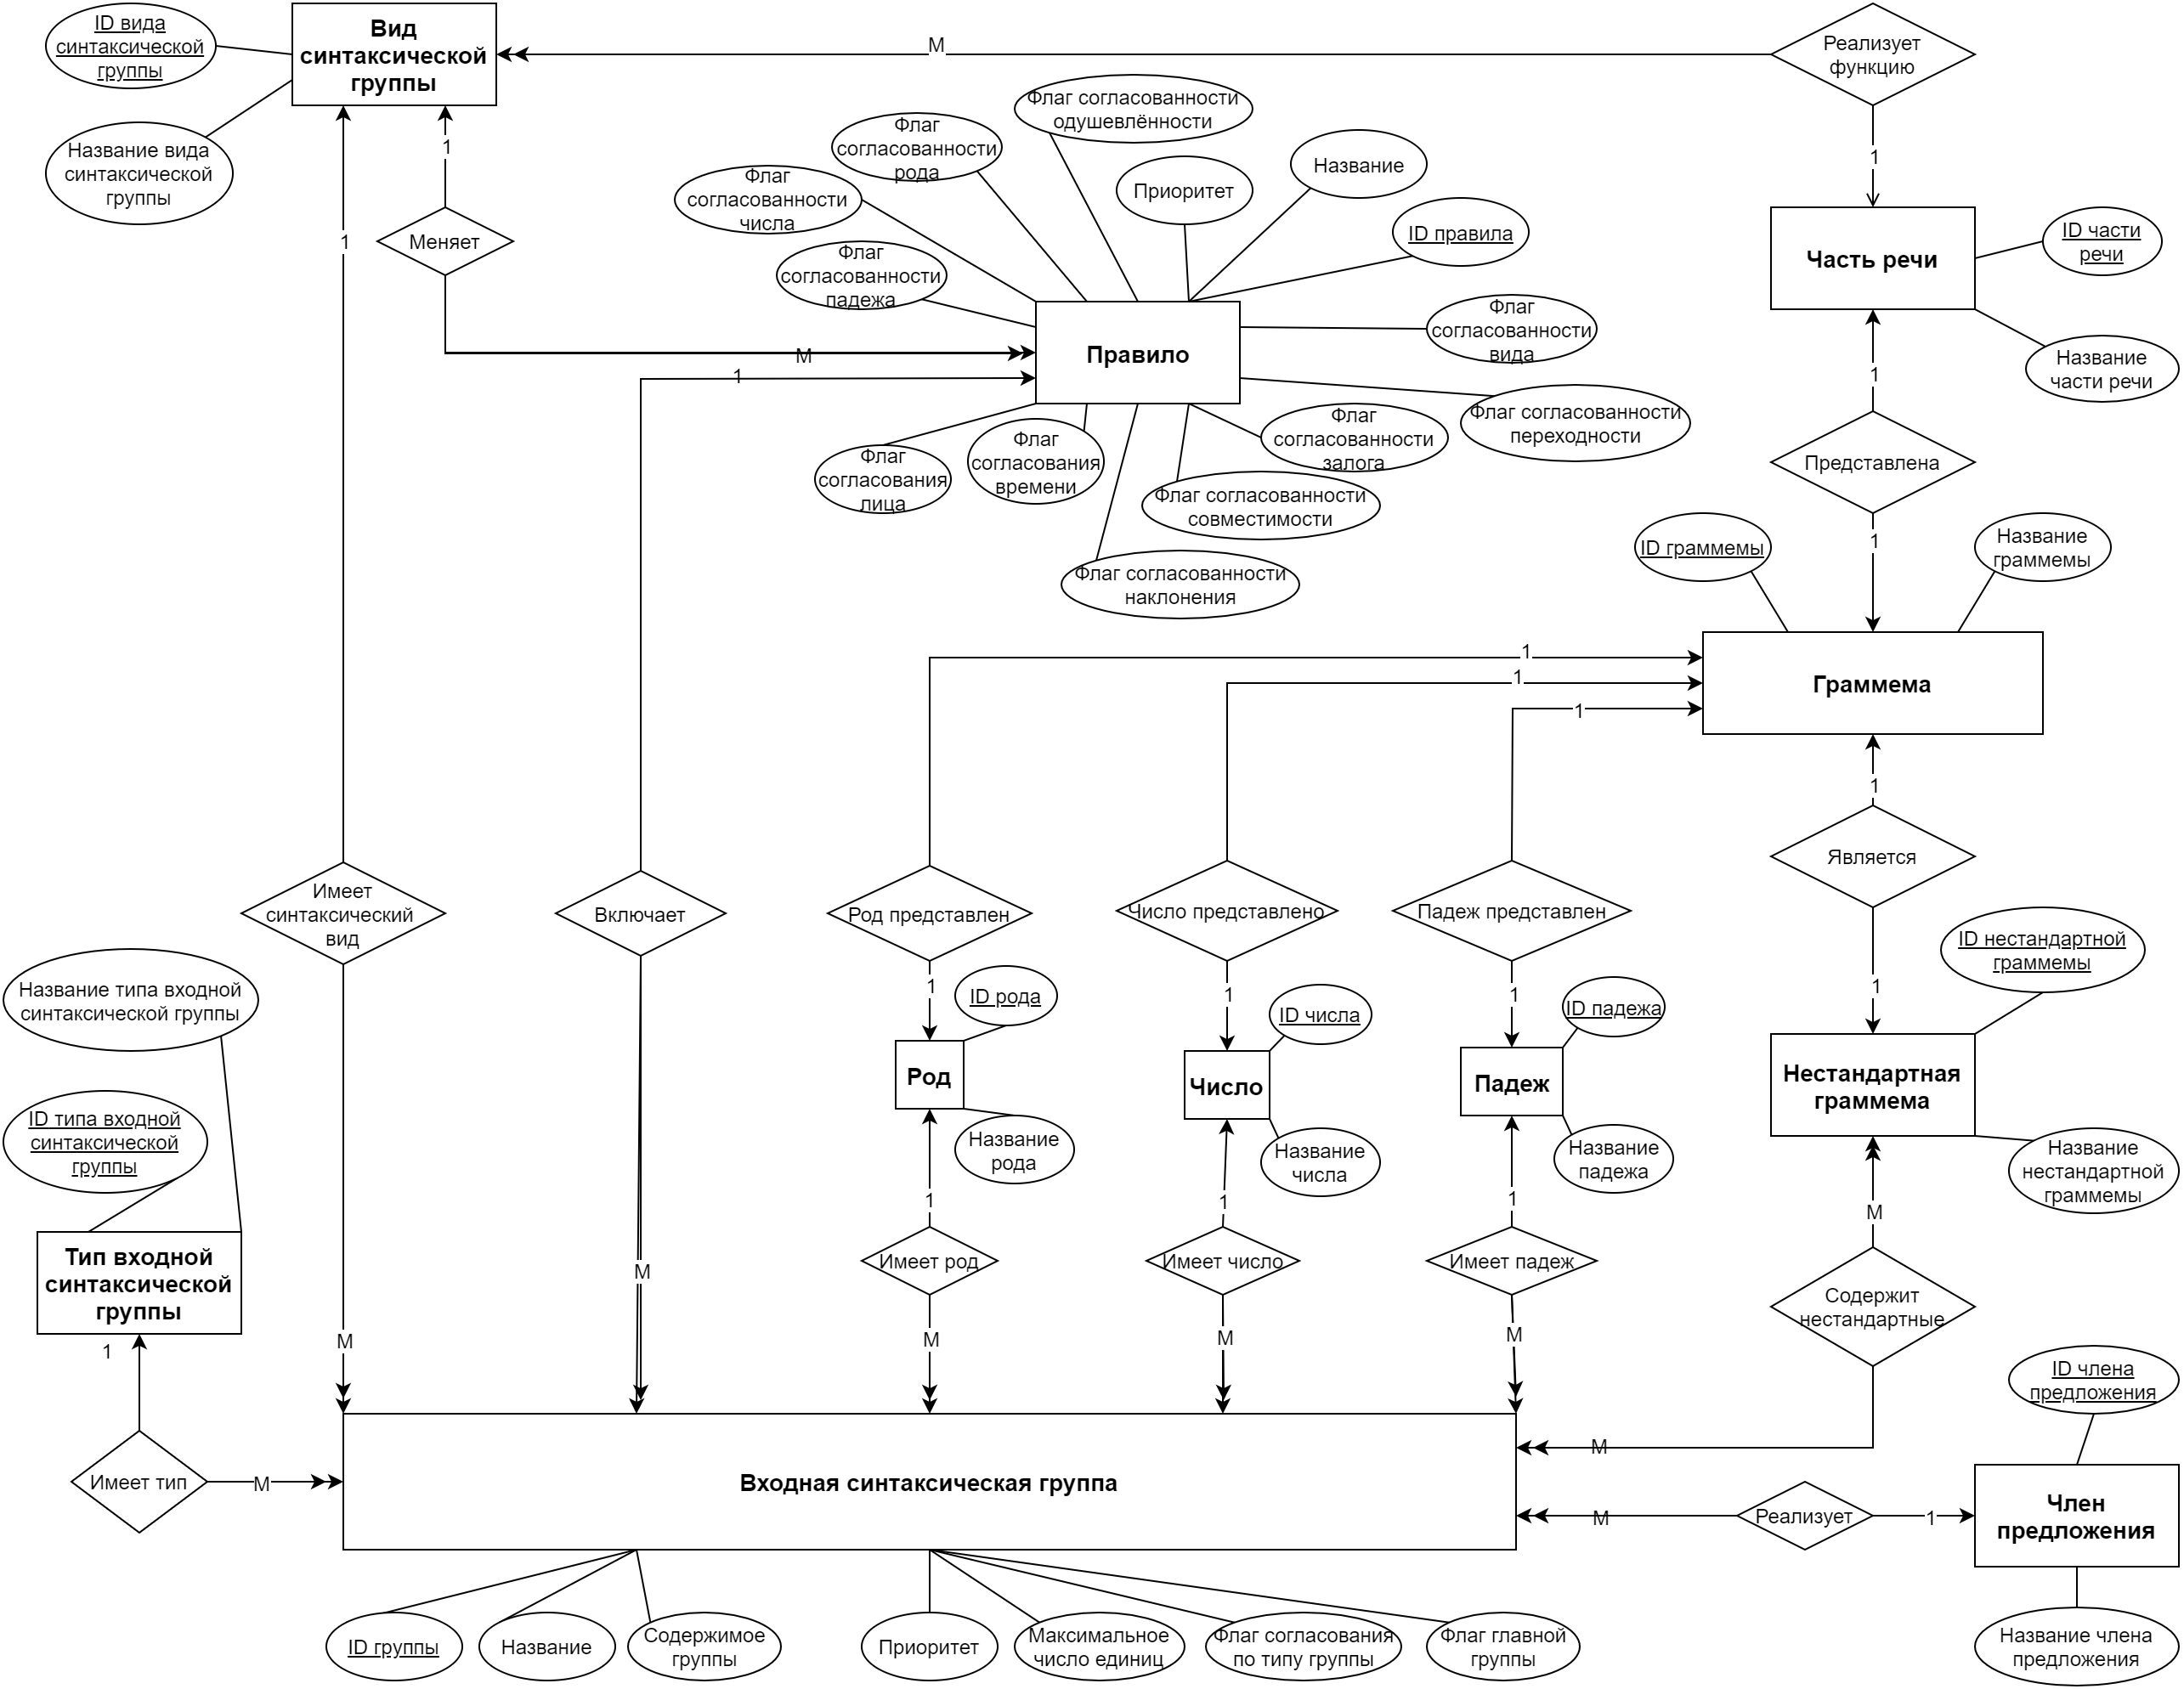 ID вида
синтаксической
группы
Вид
синтаксической
группы
М
Реализует
функцию
Название вида
синтаксической
группы
1
1
Меняет
Флаг согласованности
одушевлённости
Флаг
согласованности
рода
Флаг
согласованности
числа
Приоритет
Название
ID правила
Флаг
согласованности
падежа
Правило
Флаг
согласованности
вида
М
1
Флаг согласованности
переходности
Флаг
согласованности
залога
Флаг
согласования
времени
Флаг
согласования
лица
Флаг согласованности
совместимости
Флаг согласованности
наклонения
1
Часть речи
ID части
речи
Название
части речи
1
Представлена
1
ID граммемы
Название
граммемы
Граммема
1
1
1
1
Является
1
Имеет
синтаксический
вид
Включает
Род представлен
Число представлено
Падеж представлен
ID нестандартной
граммемы
Название типа входной
синтаксической группы
1
ID рода
1
ID числа
1
ID падежа
Род
Число
Падеж
Нестандартная
граммема
ID типа входной
синтаксической
группы
Название
рода
Название
числа
Название
падежа
Название
нестандартной
граммемы
1
1
1
М
Тип входной
синтаксической
группы
М
Имеет род
Имеет число
Имеет падеж
Содержит
нестандартные
1
М
М
М
М
ID члена
предложения
М
Имеет тип
М
Входная синтаксическая группа
М
Реализует
1
Член
предложения
ID группы
Название
Содержимое
группы
Приоритет
Максимальное
число единиц
Флаг согласования
по типу группы
Флаг главной
группы
Название члена
предложения